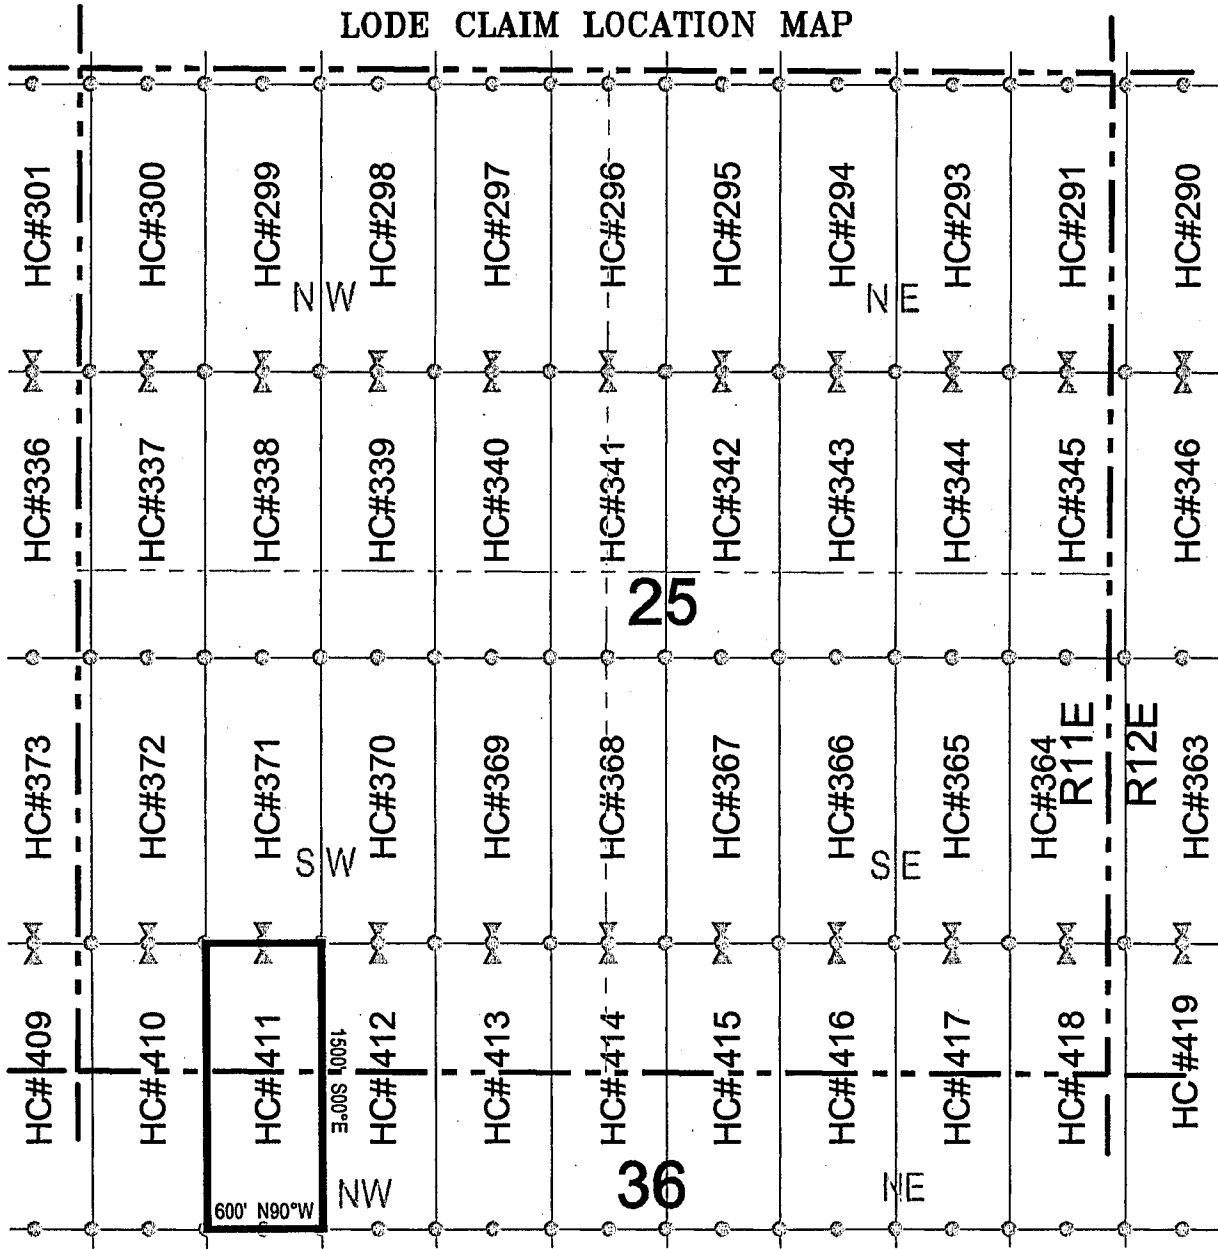 LODE CLAIM LOCATION MAP
HC#301
HC#300
HC#299
HC#298
HC#297
HC#296
HC#295
HC#294
HC#293
HC#291
HC#290
NW
NE
HC#336
HC#337
HC#338
HC#339
HC#340
HC#341
HC#342
HC#343
HC#344
HC#345
HC#346
25
HC#373
HC#372
HC#371
HC#370
HC#369
HC#368
HC#367
HC#366
HC#365
HC#364
R11E
R12E
HC#363
SW
SE
HC#409
HC#410
HC#411
1500' S00°E
HC#412
HC#413
HC#414
HC#415
HC#416
HC#417
HC#418
HC#419
600' N90°W
NW
36
NE